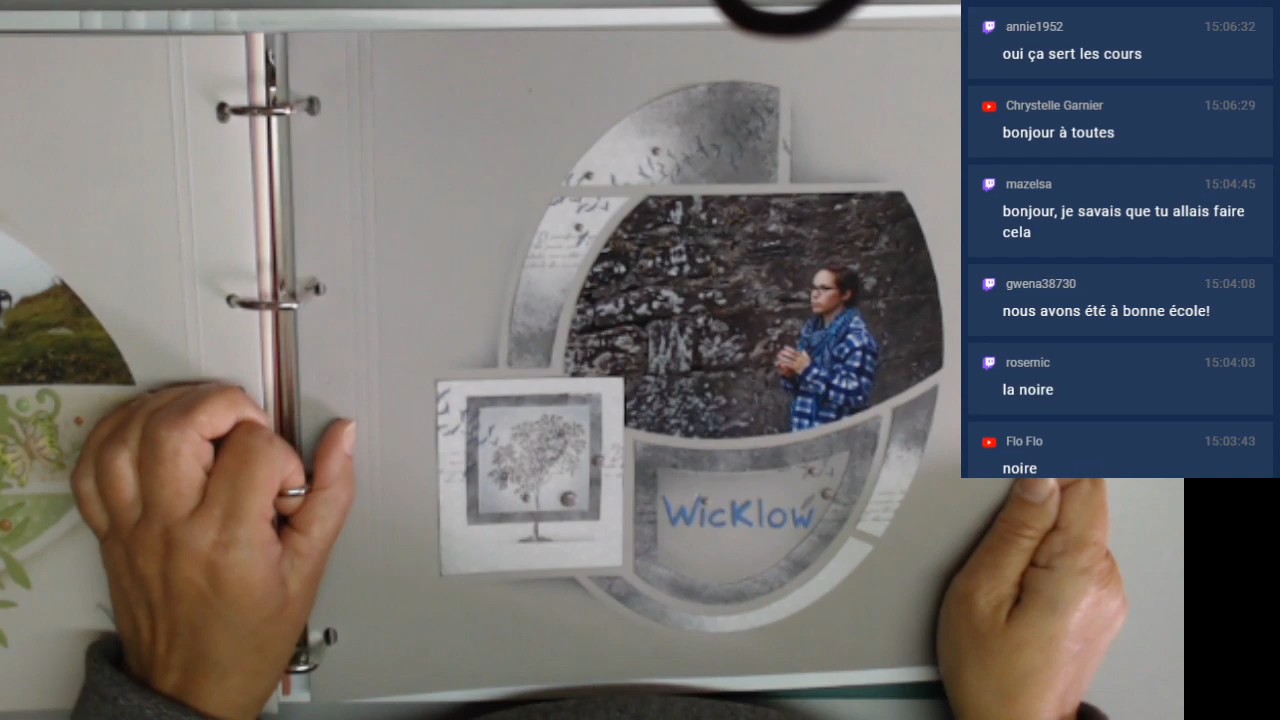 annie1952 15:06:32
oui ça sert les cours
Chrystelle Garnier 15:06:29
bonjour à toutes
mazelsa 15:04:45
bonjour, je savais que tu allais faire
cela
gwena38730 15:04:08
nous avons été à bonne école!
rosemic 15:04:03
la noire
Flo Flo 15:03:43
noire
WicKlow